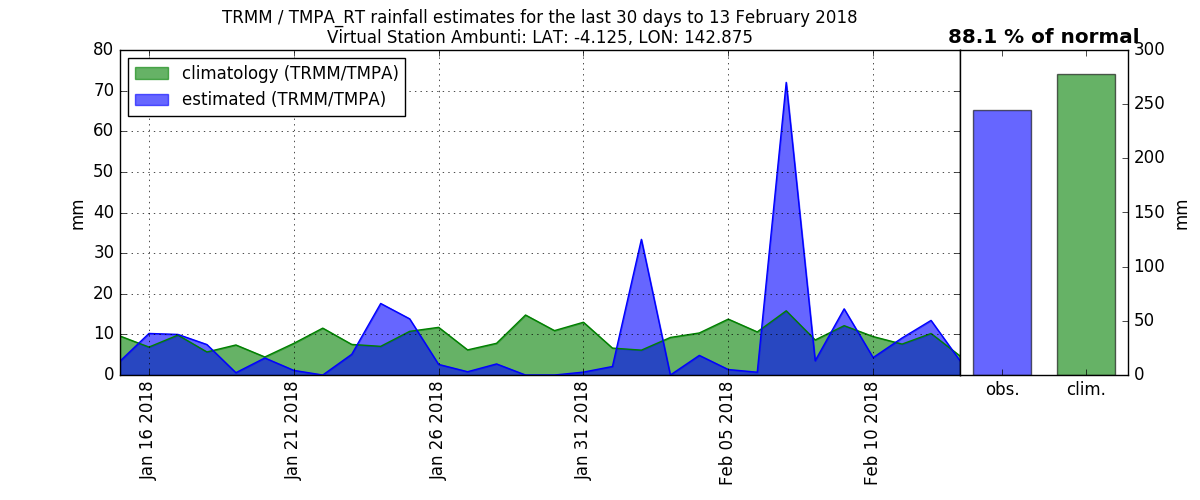 TRMM / TMPA_RT rainfall estimates for the last 30 days to 13 February 2018
Virtual Station Ambunti: LAT: -4.125, LON: 142.875
88.1 % of normal
climatology (TRMM/TMPA)
estimated (TRMM/TMPA)
80
70
60
50
40
30
20
10
0
mm
Jan 16 2018
Jan 21 2018
Jan 26 2018
Jan 31 2018
Feb 05 2018
Feb 10 2018
obs.
clim.
300
250
200
150
100
50
0
mm